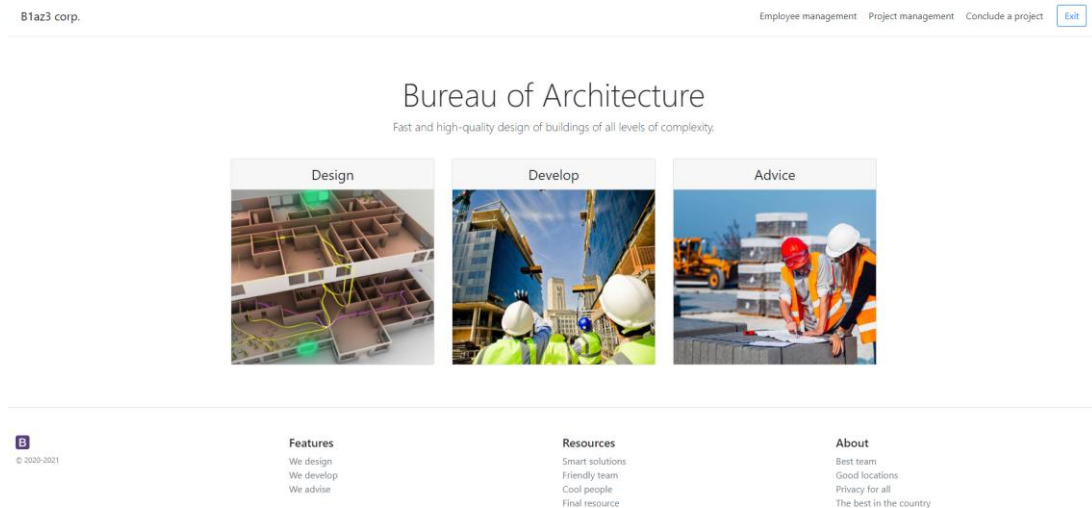 B1az3 corp.
Employee management Project management Conclude a project Exit
Bureau of Architecture
Fast and high-quality design of buildings of all levels of complexity.
Design Develop Advice
B
© 2020-2021
Features
We design
We develop
We advise
Resources
Smart solutions
Friendly team
Cool people
Final resource
About
Best team
Good locations
Privacy for all
The best in the country